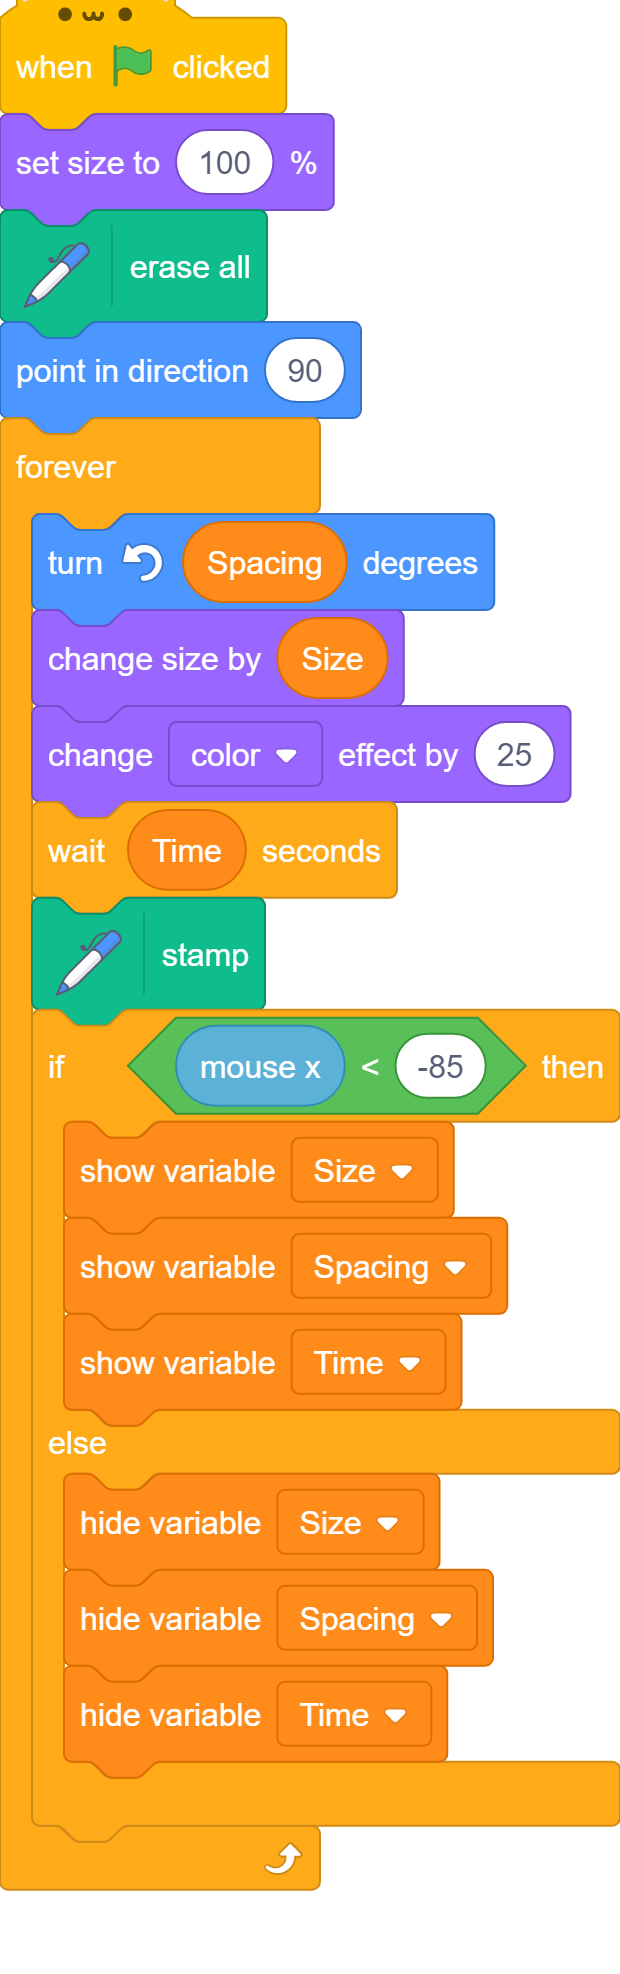 when clicked
set size to 100 %
erase all
point in direction 90
forever
turn Spacing degrees
change size by Size
change color effect by 25
wait Time seconds
stamp
if mouse x < -85 then
show variable Size
show variable Spacing
show variable Time
else
hide variable Size
hide variable Spacing
hide variable Time